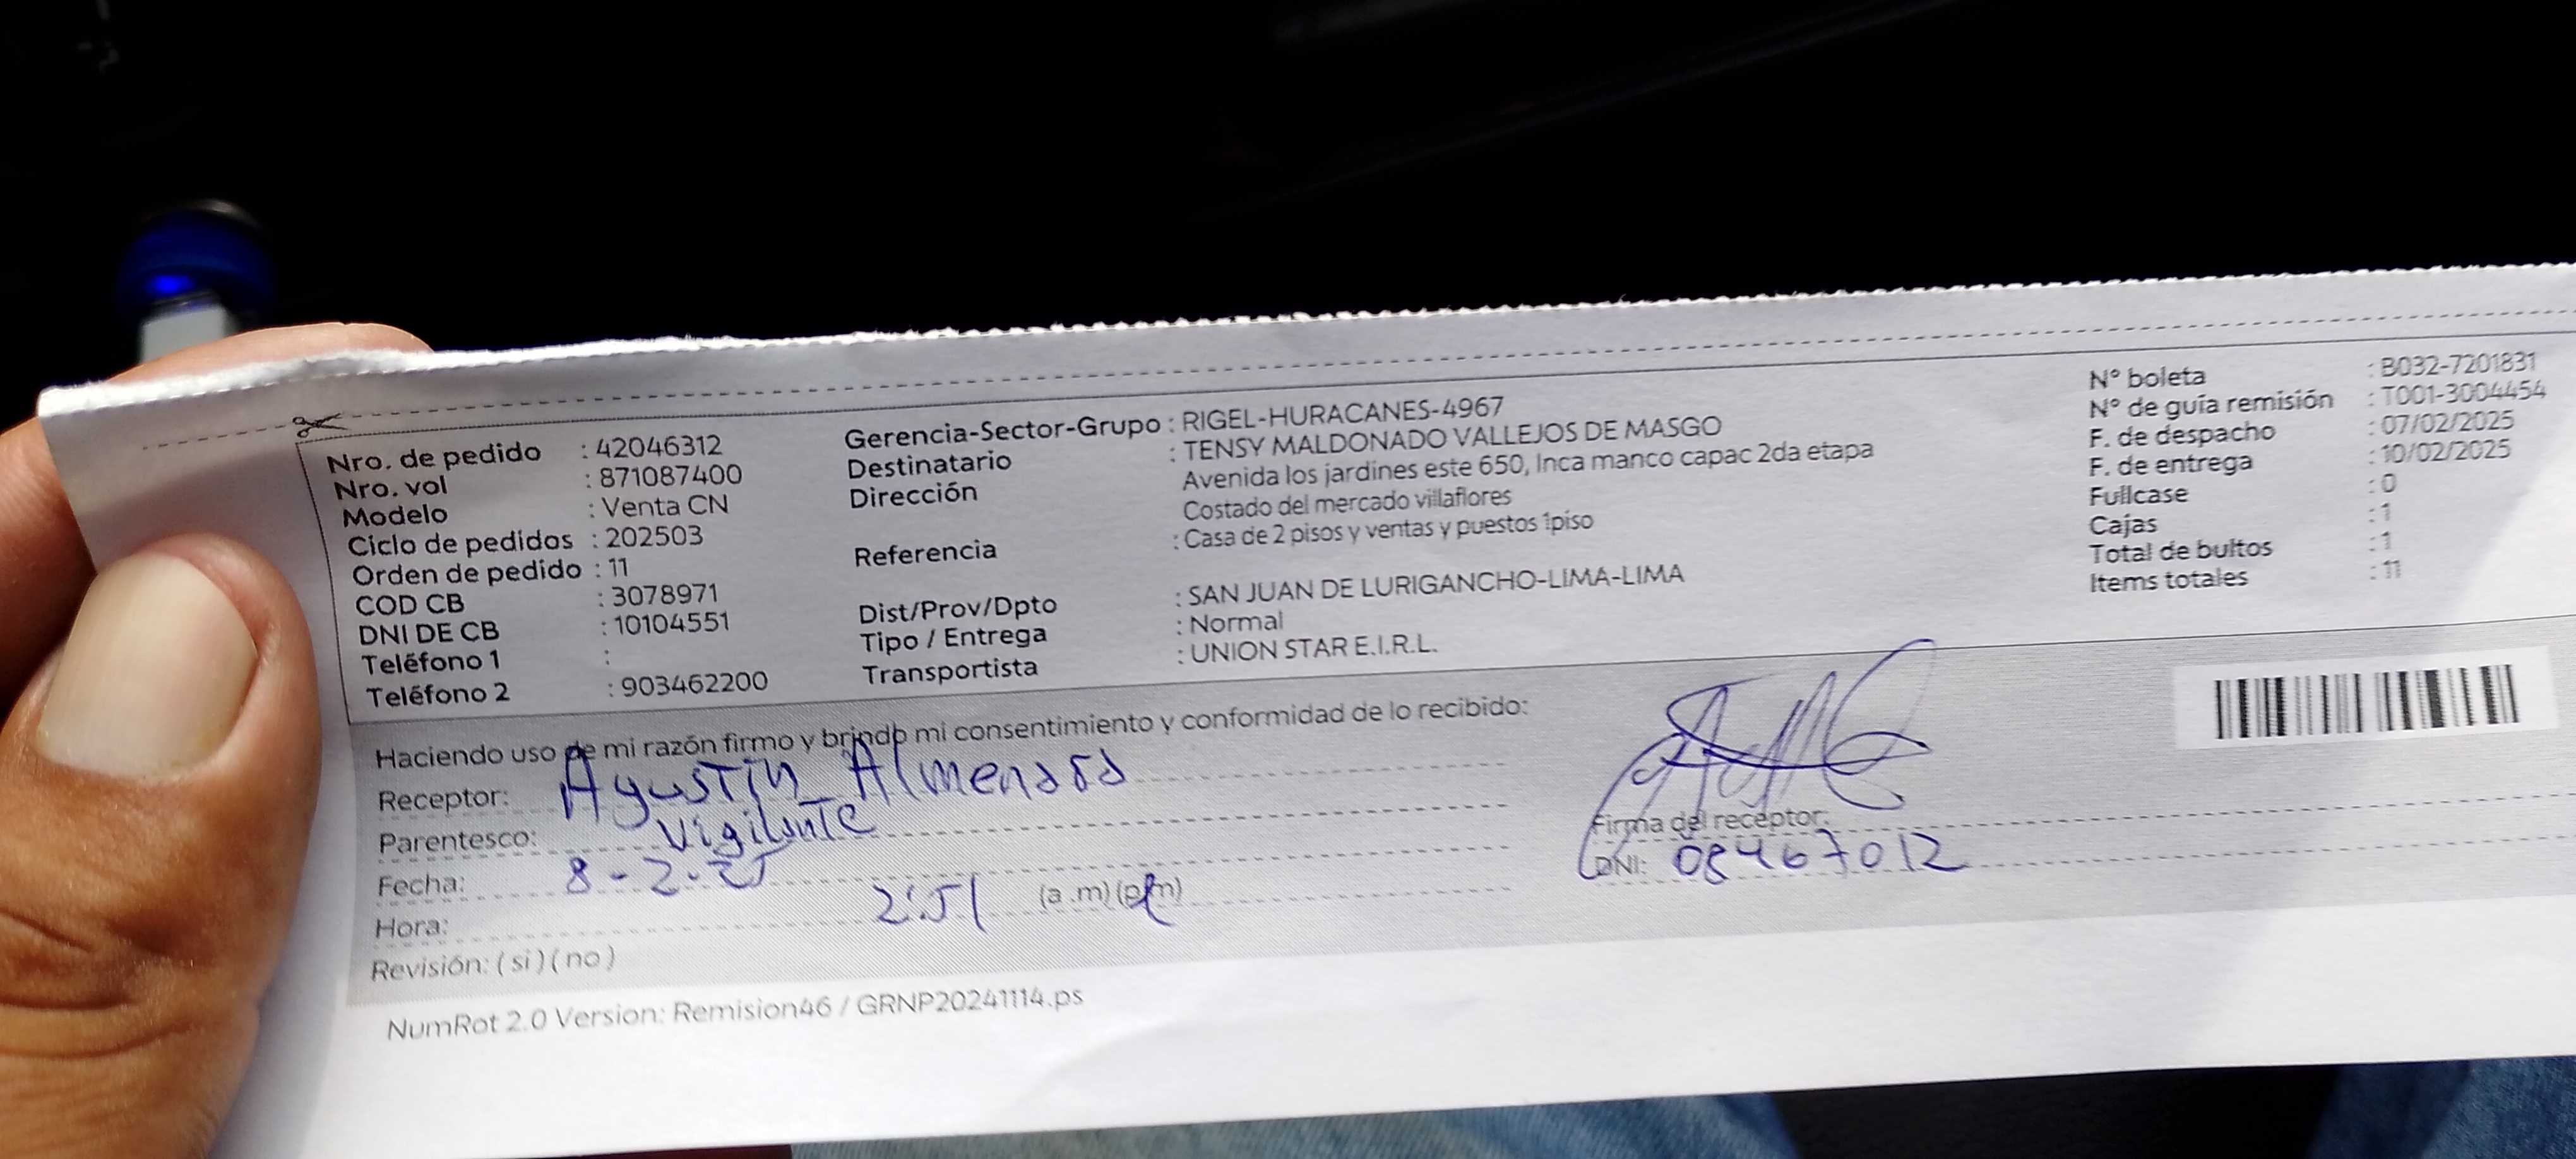 Nro. de pedido : 42046312
Nro. vol : 871087400
Modelo : Venta CN
Ciclo de pedidos : 202503
Orden de pedido : 11
COD CB : 3078971
DNI DE CB : 10104551
Teléfono 1 :
Teléfono 2 : 903462200
Gerencia-Sector-Grupo : RIGEL-HURACANES-4967
Destinatario : TENSY MALDONADO VALLEJOS DE MASGO
Dirección Avenida los jardines este 650, Inca manco capac 2da etapa
Costado del mercado villaflores
Referencia : Casa de 2 pisos y ventas y puestos 1piso
Dist/Prov/Dpto : SAN JUAN DE LURIGANCHO-LIMA-LIMA
Tipo / Entrega : Normal
Transportista : UNION STAR E.I.R.L.
N° boleta : B032-7201831
N° de guía remisión : T001-3004454
F. de despacho : 07/02/2025
F. de entrega : 10/02/2025
Fullcase : 0
Cajas : 1
Total de bultos : 1
Items totales : 11
Haciendo uso de mi razón firmo y brindo mi consentimiento y conformidad de lo recibido:
Receptor: Agustin Almenara
Parentesco: Vigilante
Fecha: 8-2-25
Hora: 2:51 (a.m) (p.m)
Revisión: ( si ) ( no )
Firma del receptor:
DNI: 08467012
NumRot 2.0 Version: Remision46 / GRNP20241114.ps